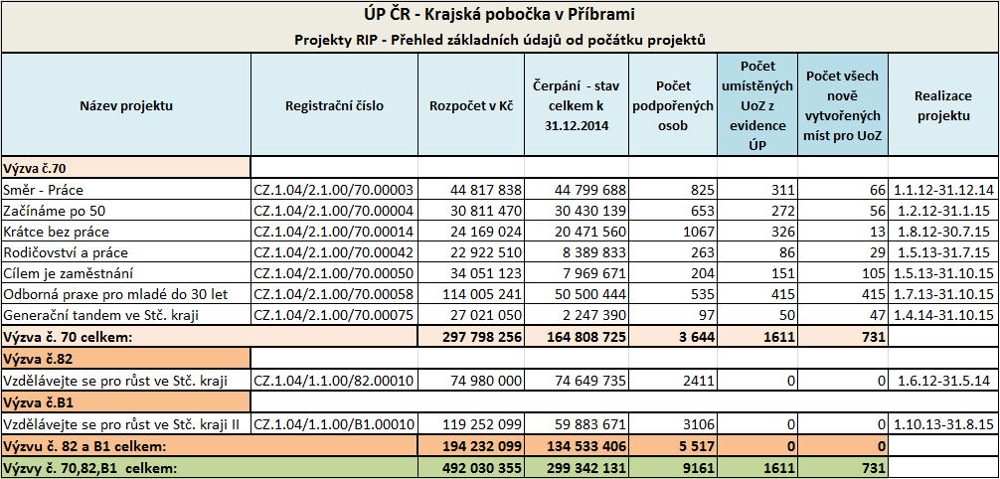 ÚP ČR - Krajská pobočka v Příbrami
Projekty RIP - Přehled základních údajů od počátku projektů
Název projektu Registrační číslo Rozpočet v Kč Čerpání - stav celkem k 31.12.2014 Počet podpořených osob Počet umístěných UoZ z evidence ÚP Počet všech nově vytvořených míst pro UoZ Realizace projektu
Výzva č.70
Směr - Práce CZ.1.04/2.1.00/70.00003 44 817 838 44 799 688 825 311 66 1.1.12-31.12.14
Začínáme po 50 CZ.1.04/2.1.00/70.00004 30 811 470 30 430 139 653 272 56 1.2.12-31.1.15
Krátce bez práce CZ.1.04/2.1.00/70.00014 24 169 024 20 471 560 1067 326 13 1.8.12-30.7.15
Rodičovství a práce CZ.1.04/2.1.00/70.00042 22 922 510 8 389 833 263 86 29 1.5.13-31.7.15
Cílem je zaměstnání CZ.1.04/2.1.00/70.00050 34 051 123 7 969 671 204 151 105 1.5.13-31.10.15
Odborná praxe pro mladé do 30 let CZ.1.04/2.1.00/70.00058 114 005 241 50 500 444 535 415 415 1.7.13-31.10.15
Generační tandem ve Stč. kraji CZ.1.04/2.1.00/70.00075 27 021 050 2 247 390 97 50 47 1.4.14-31.10.15
Výzva č. 70 celkem: 297 798 256 164 808 725 3 644 1611 731
Výzva č.82
Vzdělávejte se pro růst ve Stč. kraji CZ.1.04/1.1.00/82.00010 74 980 000 74 649 735 2411 0 0 1.6.12-31.5.14
Výzva č.B1
Vzdělávejte se pro růst ve Stč. kraji II CZ.1.04/1.1.00/B1.00010 119 252 099 59 883 671 3106 0 0 1.10.13-31.8.15
Výzvu č. 82 a B1 celkem: 194 232 099 134 533 406 5 517 0 0
Výzvy č. 70,82,B1 celkem: 492 030 355 299 342 131 9161 1611 731